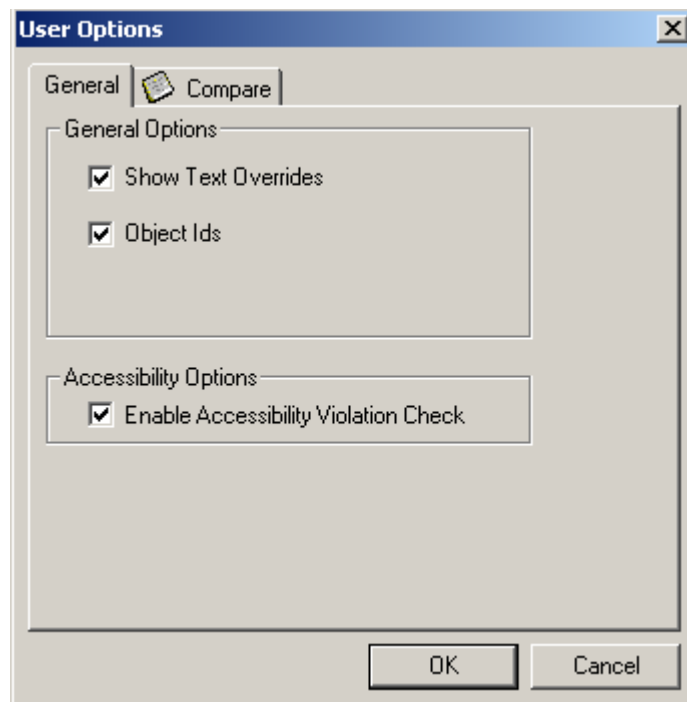 User Options
General
Compare
General Options
Show Text Overrides
Object Ids
Accessibility Options
Enable Accessibility Violation Check
OK
Cancel